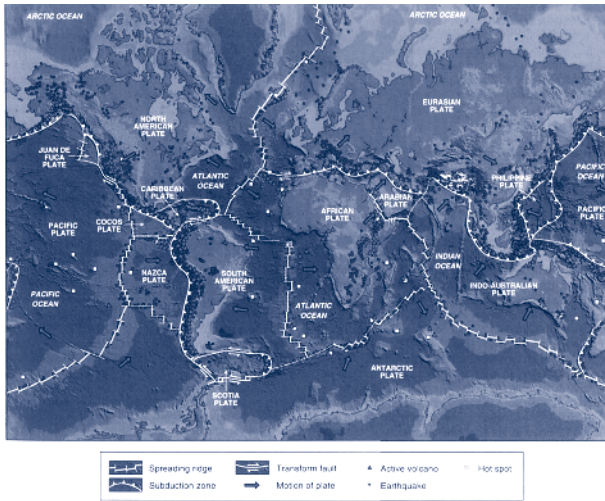 ARCTIC OCEAN
ARCTIC OCEAN
EURASIAN
PLATE
NORTH
AMERICAN
PLATE
JUAN DE
FUCA
PLATE
ATLANTIC
OCEAN
CARIBBEAN
PLATE
PHILIPPINE
PLATE
PACIFIC
OCEAN
ARABIAN
PLATE
AFRICAN
PLATE
PACIFIC
PLATE
COCOS
PLATE
PACIFIC
PLATE
INDIAN
OCEAN
NAZCA
PLATE
SOUTH
AMERICAN
PLATE
INDO-AUSTRALIAN
PLATE
PACIFIC
OCEAN
ATLANTIC
OCEAN
ANTARCTIC
PLATE
SCOTIA
PLATE
Spreading ridge
Transform fault
Active volcano
Hot spot
Subduction zone
Motion of plate
Earthquake